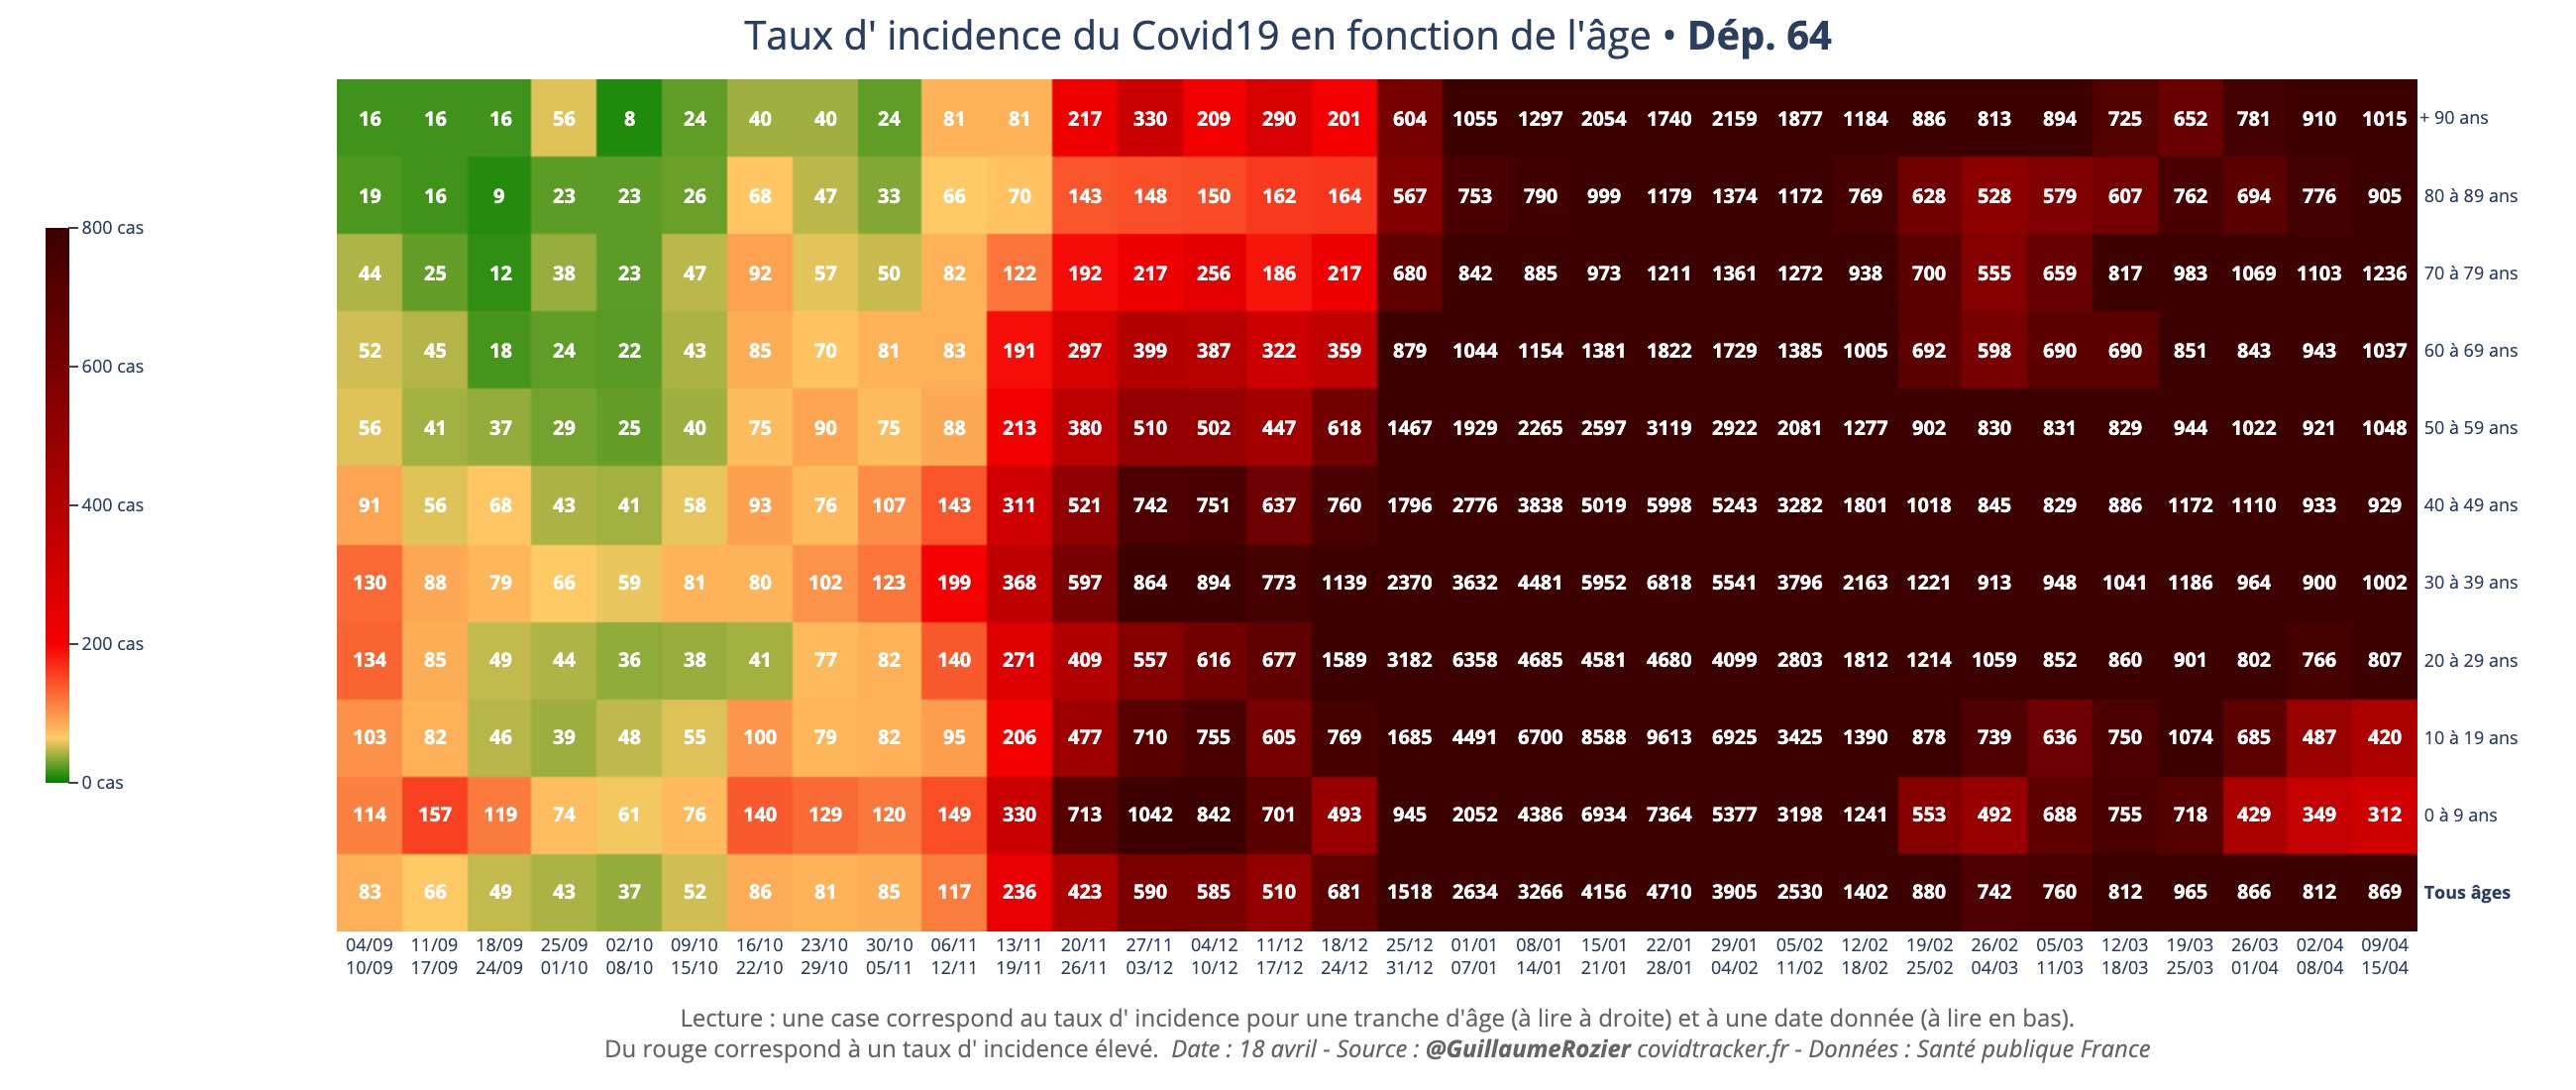 Taux d' incidence du Covid19 en fonction de l'âge • Dép. 64
800 cas
600 cas
400 cas
200 cas
0 cas
16 16 16 56 8 24 40 40 24 81 81 217 330 209 290 201 604 1055 1297 2054 1740 2159 1877 1184 886 813 894 725 652 781 910 1015 + 90 ans
19 16 9 23 23 26 68 47 33 66 70 143 148 150 162 164 567 753 790 999 1179 1374 1172 769 628 528 579 607 762 694 776 905 80 à 89 ans
44 25 12 38 23 47 92 57 50 82 122 192 217 256 186 217 680 842 885 973 1211 1361 1272 938 700 555 659 817 983 1069 1103 1236 70 à 79 ans
52 45 18 24 22 43 85 70 81 83 191 297 399 387 322 359 879 1044 1154 1381 1822 1729 1385 1005 692 598 690 690 851 843 943 1037 60 à 69 ans
56 41 37 29 25 40 75 90 75 88 213 380 510 502 447 618 1467 1929 2265 2597 3119 2922 2081 1277 902 830 831 829 944 1022 921 1048 50 à 59 ans
91 56 68 43 41 58 93 76 107 143 311 521 742 751 637 760 1796 2776 3838 5019 5998 5243 3282 1801 1018 845 829 886 1172 1110 933 929 40 à 49 ans
130 88 79 66 59 81 80 102 123 199 368 597 864 894 773 1139 2370 3632 4481 5952 6818 5541 3796 2163 1221 913 948 1041 1186 964 900 1002 30 à 39 ans
134 85 49 44 36 38 41 77 82 140 271 409 557 616 677 1589 3182 6358 4685 4581 4680 4099 2803 1812 1214 1059 852 860 901 802 766 807 20 à 29 ans
103 82 46 39 48 55 100 79 82 95 206 477 710 755 605 769 1685 4491 6700 8588 9613 6925 3425 1390 878 739 636 750 1074 685 487 420 10 à 19 ans
114 157 119 74 61 76 140 129 120 149 330 713 1042 842 701 493 945 2052 4386 6934 7364 5377 3198 1241 553 492 688 755 718 429 349 312 0 à 9 ans
83 66 49 43 37 52 86 81 85 117 236 423 590 585 510 681 1518 2634 3266 4156 4710 3905 2530 1402 880 742 760 812 965 866 812 869 Tous âges
04/09 11/09 18/09 25/09 02/10 09/10 16/10 23/10 30/10 06/11 13/11 20/11 27/11 04/12 11/12 18/12 25/12 01/01 08/01 15/01 22/01 29/01 05/02 12/02 19/02 26/02 05/03 12/03 19/03 26/03 02/04 09/04
10/09 17/09 24/09 01/10 08/10 15/10 22/10 29/10 05/11 12/11 19/11 26/11 03/12 10/12 17/12 24/12 31/12 07/01 14/01 21/01 28/01 04/02 11/02 18/02 25/02 04/03 11/03 18/03 25/03 01/04 08/04 15/04
Lecture : une case correspond au taux d' incidence pour une tranche d'âge (à lire à droite) et à une date donnée (à lire en bas).
Du rouge correspond à un taux d' incidence élevé. Date : 18 avril - Source : @GuillaumeRozier covidtracker.fr - Données : Santé publique France